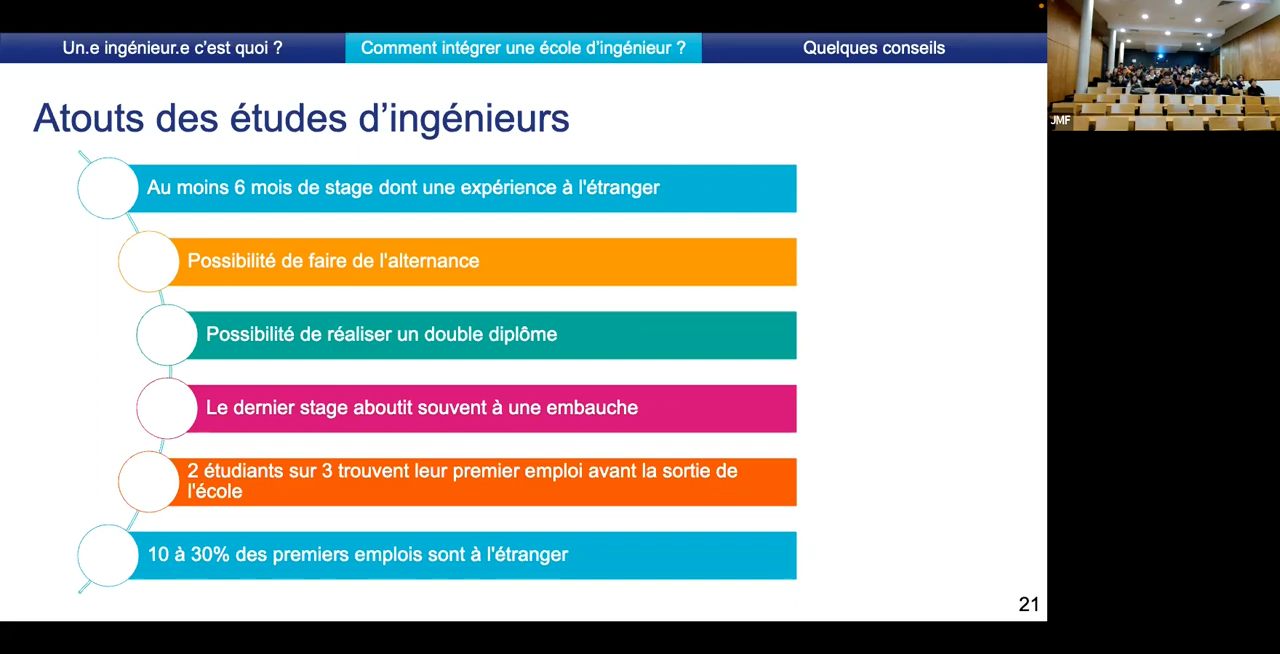 Un.e ingénieur.e c'est quoi ?
Comment intégrer une école d'ingénieur ?
Quelques conseils
JMF
Atouts des études d'ingénieurs
Au moins 6 mois de stage dont une expérience à l'étranger
Possibilité de faire de l'alternance
Possibilité de réaliser un double diplôme
Le dernier stage aboutit souvent à une embauche
2 étudiants sur 3 trouvent leur premier emploi avant la sortie de
l'école
10 à 30% des premiers emplois sont à l'étranger
21